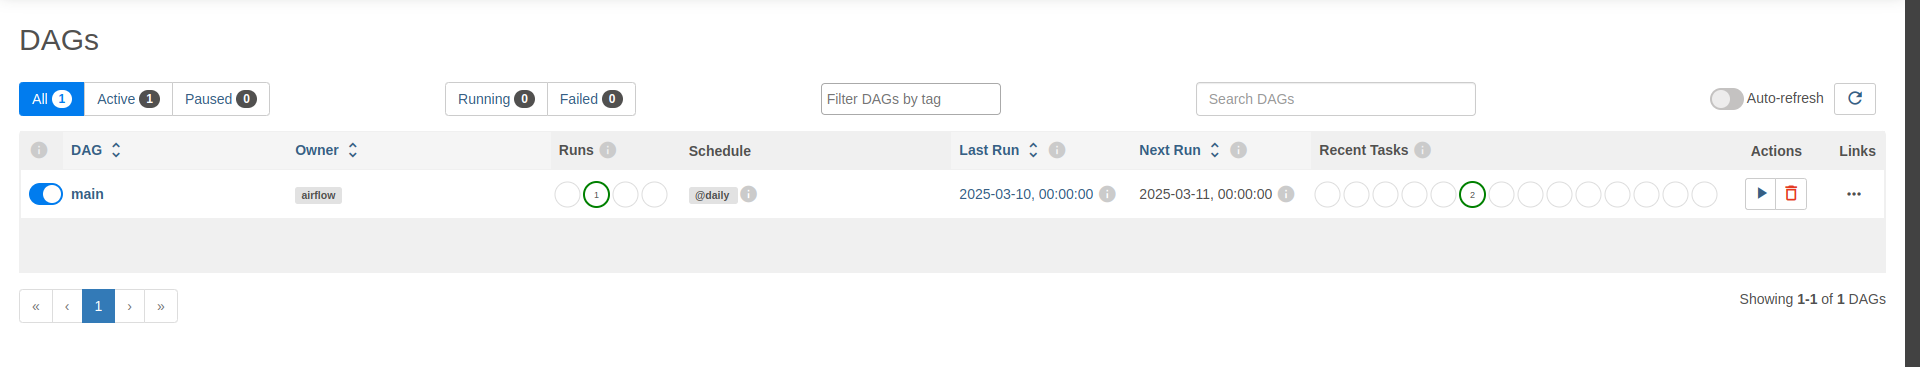 DAGs
All 1 Active 1 Paused 0 Running 0 Failed 0 Filter DAGs by tag Search DAGs Auto-refresh
DAG Owner Runs Schedule Last Run Next Run Recent Tasks Actions Links
main airflow 1 @daily 2025-03-10, 00:00:00 2025-03-11, 00:00:00 2 ...
« ‹ 1 › » Showing 1-1 of 1 DAGs